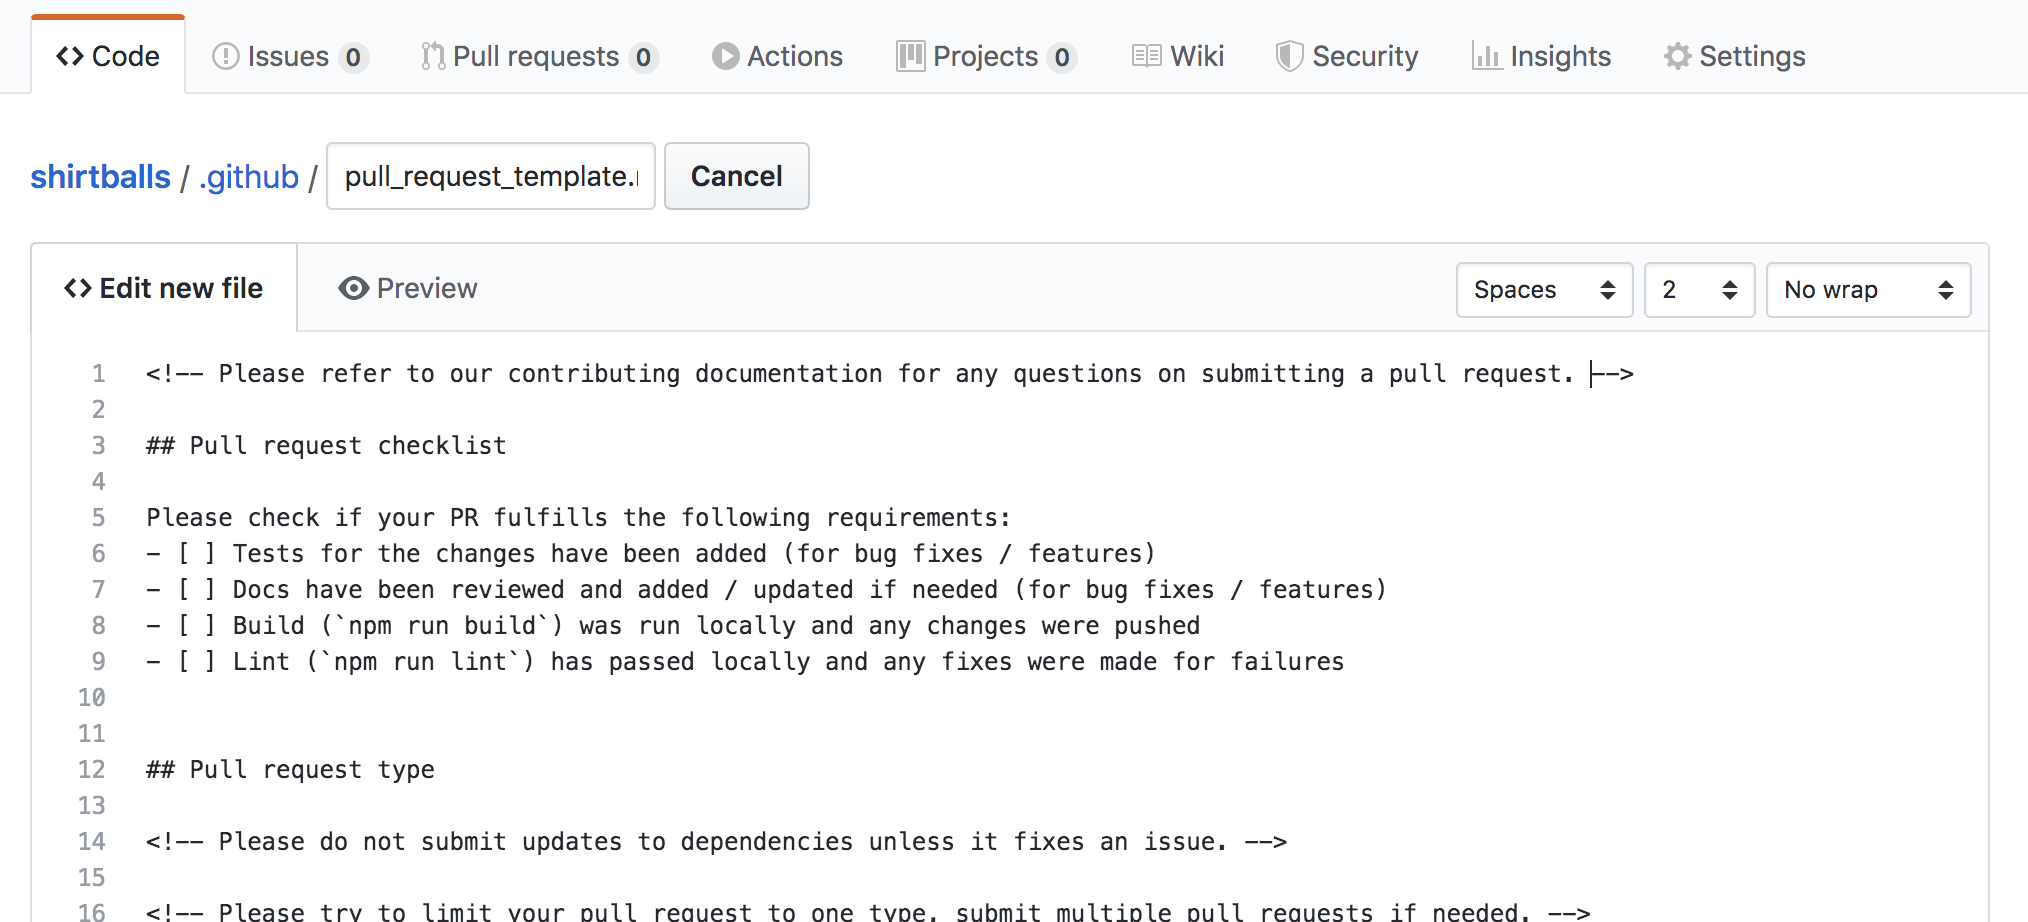 Code Issues 0 Pull requests 0 Actions Projects 0 Wiki Security Insights Settings
shirtballs / .github / pull_request_template. Cancel
Edit new file Preview Spaces 2 No wrap
1 <!-- Please refer to our contributing documentation for any questions on submitting a pull request. -->
2
3 ## Pull request checklist
4
5 Please check if your PR fulfills the following requirements:
6 - [ ] Tests for the changes have been added (for bug fixes / features)
7 - [ ] Docs have been reviewed and added / updated if needed (for bug fixes / features)
8 - [ ] Build (`npm run build`) was run locally and any changes were pushed
9 - [ ] Lint (`npm run lint`) has passed locally and any fixes were made for failures
10
11
12 ## Pull request type
13
14 <!-- Please do not submit updates to dependencies unless it fixes an issue. -->
15
16 <!-- Please try to limit your pull request to one type, submit multiple pull requests if needed. -->